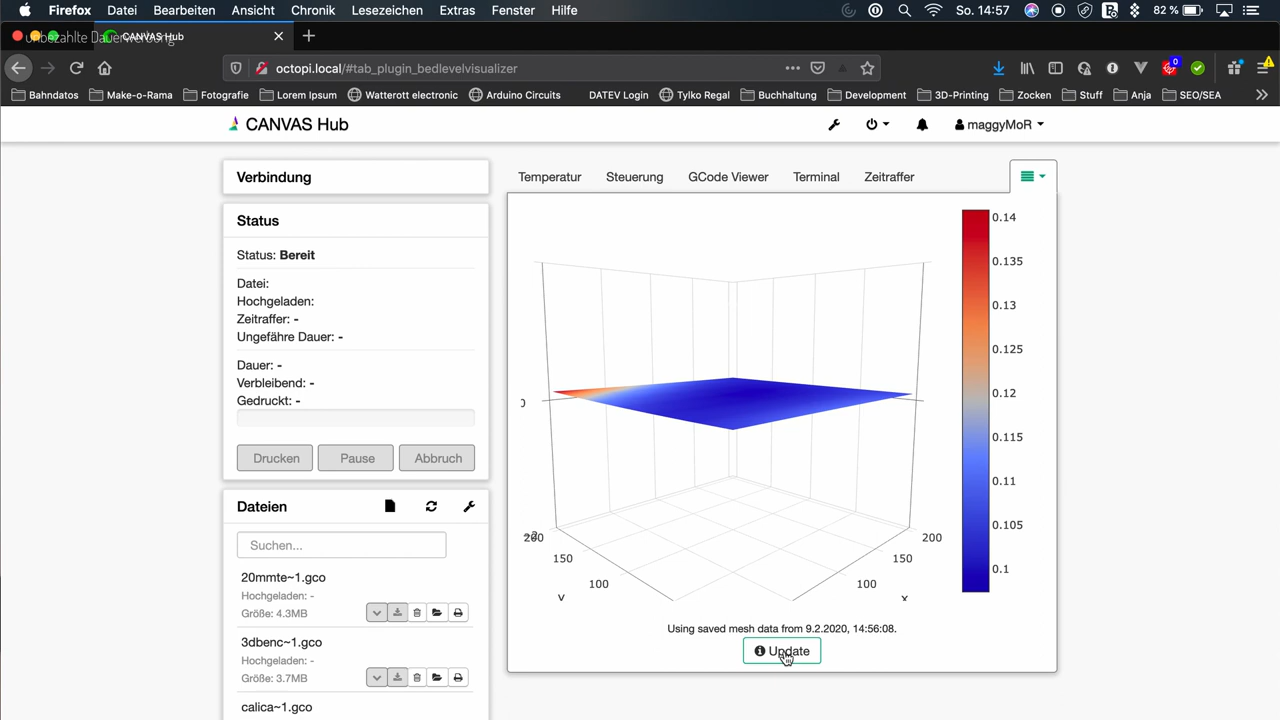 Firefox Datei Bearbeiten Ansicht Chronik Lesezeichen Extras Fenster Hilfe So. 14:57 82 %
unbezahlte Dauerwerbung
CANVAS Hub
octopi.local/#tab_plugin_bedlevelvisualizer
0
Bahndatos Make-o-Rama Fotografie Lorem Ipsum Watterott electronic Arduino Circuits DATEV Login Tylko Regal Buchhaltung Development 3D-Printing Zocken Stuff Anja SEO/SEA
CANVAS Hub
maggyMoR
Verbindung
Status
Status: Bereit
Datei:
Hochgeladen:
Zeitraffer: -
Ungefähre Dauer: -
Dauer: -
Verbleibend: -
Gedruckt: -
Drucken Pause Abbruch
Dateien
Suchen...
20mmte~1.gco
Hochgeladen: -
Größe: 4.3MB
3dbenc~1.gco
Hochgeladen: -
Größe: 3.7MB
calica~1.gco
Temperatur Steuerung GCode Viewer Terminal Zeitraffer
0.14
0.135
0.13
0.125
0.12
0.115
0.11
0.105
0.1
0
200
150
100
y
200
150
100
x
Using saved mesh data from 9.2.2020, 14:56:08.
Update